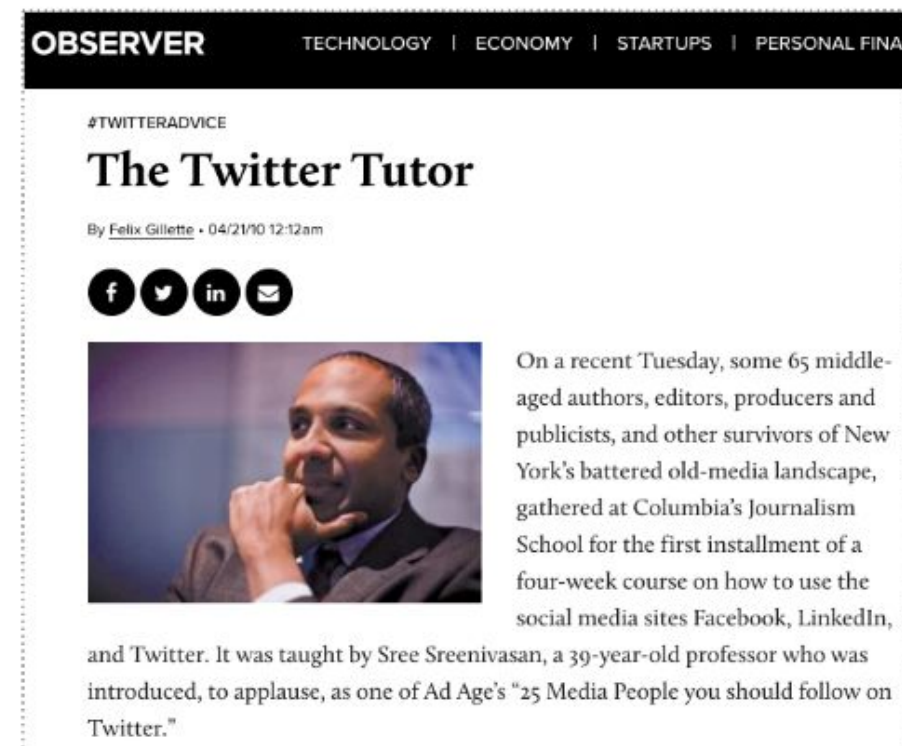 OBSERVER TECHNOLOGY | ECONOMY | STARTUPS | PERSONAL FINA
#TWITTERADVICE
The Twitter Tutor
By Felix Gillette • 04/21/10 12:12am
f in
On a recent Tuesday, some 65 middle-
aged authors, editors, producers and
publicists, and other survivors of New
York's battered old-media landscape,
gathered at Columbia's Journalism
School for the first installment of a
four-week course on how to use the
social media sites Facebook, LinkedIn,
and Twitter. It was taught by Sree Sreenivasan, a 39-year-old professor who was
introduced, to applause, as one of Ad Age's “25 Media People you should follow on
Twitter.”